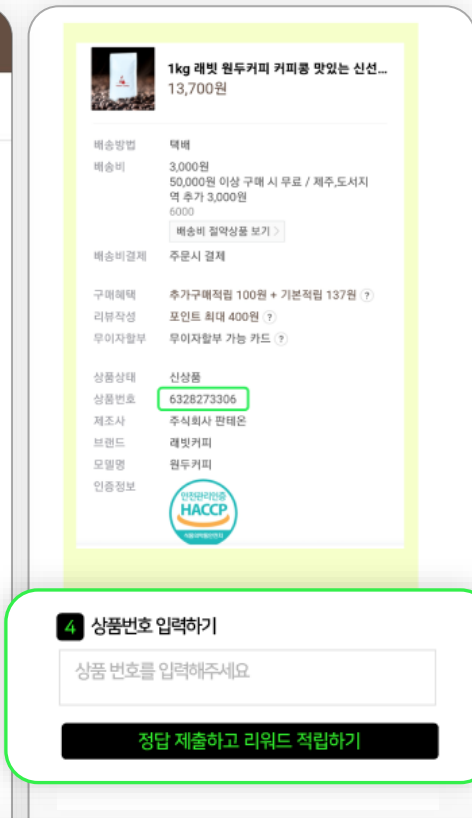 1kg 래빗 원두커피 커피콩 맛있는 신선...
13,700원
배송방법 택배
배송비 3,000원
50,000원 이상 구매 시 무료 / 제주,도서지
역 추가 3,000원
6000
배송비 절약상품 보기 >
배송비결제 주문시 결제
구매혜택 추가구매적립 100원 + 기본적립 137원 ?
리뷰작성 포인트 최대 400원 ?
무이자할부 무이자할부 가능 카드 ?
상품상태 신상품
상품번호 6328273306
제조사 주식회사 판테온
브랜드 래빗커피
모델명 원두커피
인증정보
안전관리인증
HACCP
4 상품번호 입력하기
상품 번호를 입력해주세요
정답 제출하고 리워드 적립하기